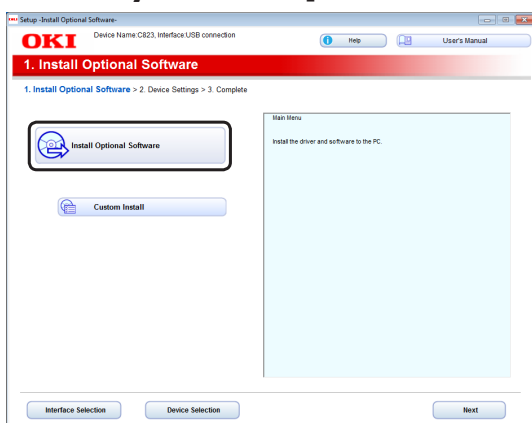 Setup -Install Optional Software-
OKI
Device Name:C823, Interface:USB connection
Help
User's Manual
1. Install Optional Software
1. Install Optional Software > 2. Device Settings > 3. Complete
Install Optional Software
Custom Install
Main Menu
Install the driver and software to the PC.
Interface Selection
Device Selection
Next